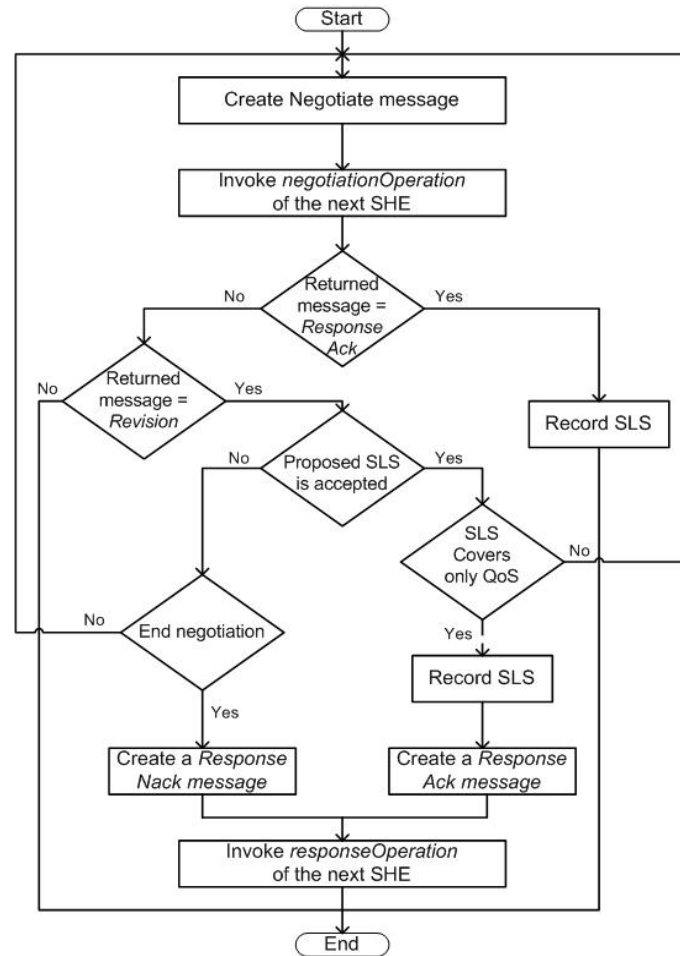 Start
Create Negotiate message
Invoke negotiationOperation
of the next SHE
Returned
message =
Response
Ack
No
Yes
Returned
message =
Revision
No
Yes
Record SLS
Proposed SLS
is accepted
No
Yes
SLS
Covers
only QoS
No
End negotiation
No
Yes
Record SLS
Yes
Create a Response
Nack message
Create a Response
Ack message
Invoke responseOperation
of the next SHE
End